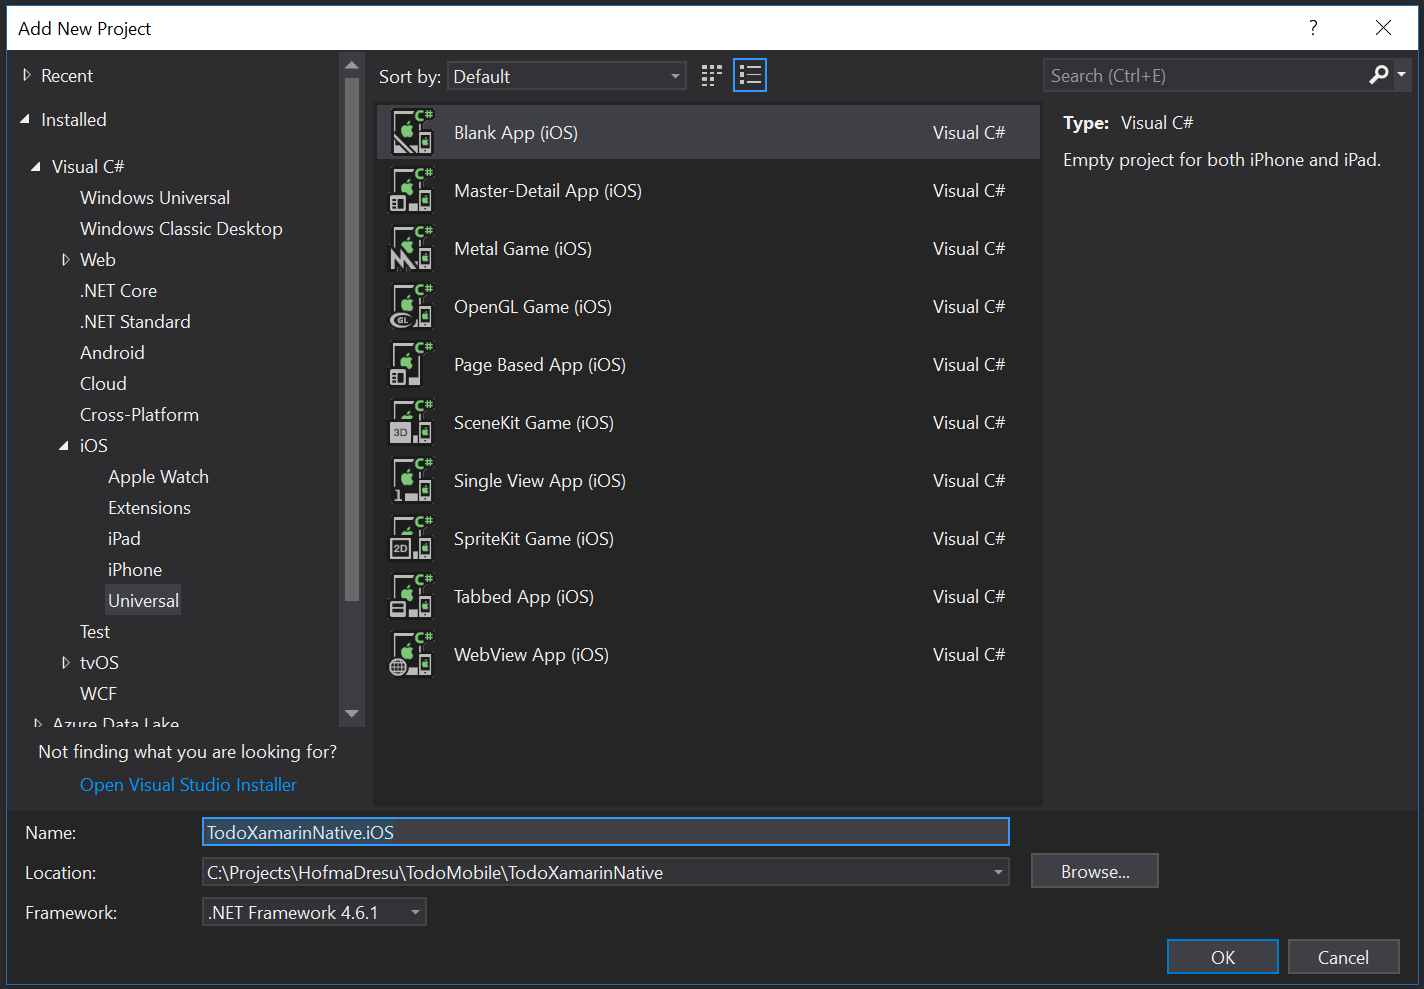 Add New Project
?
Recent
Installed
Visual C#
Windows Universal
Windows Classic Desktop
Web
.NET Core
.NET Standard
Android
Cloud
Cross-Platform
iOS
Apple Watch
Extensions
iPad
iPhone
Universal
Test
tvOS
WCF
Azure Data Lake
Not finding what you are looking for?
Open Visual Studio Installer
Sort by: Default
C# Blank App (iOS) Visual C#
C# Master-Detail App (iOS) Visual C#
C# Metal Game (iOS) Visual C#
C# GL OpenGL Game (iOS) Visual C#
C# Page Based App (iOS) Visual C#
C# 3D SceneKit Game (iOS) Visual C#
C# 1 Single View App (iOS) Visual C#
C# 2D SpriteKit Game (iOS) Visual C#
C# Tabbed App (iOS) Visual C#
C# WebView App (iOS) Visual C#
Search (Ctrl+E)
Type: Visual C#
Empty project for both iPhone and iPad.
Name: TodoXamarinNative.iOS
Location: C:\Projects\HofmaDresu\TodoMobile\TodoXamarinNative Browse...
Framework: .NET Framework 4.6.1
OK Cancel